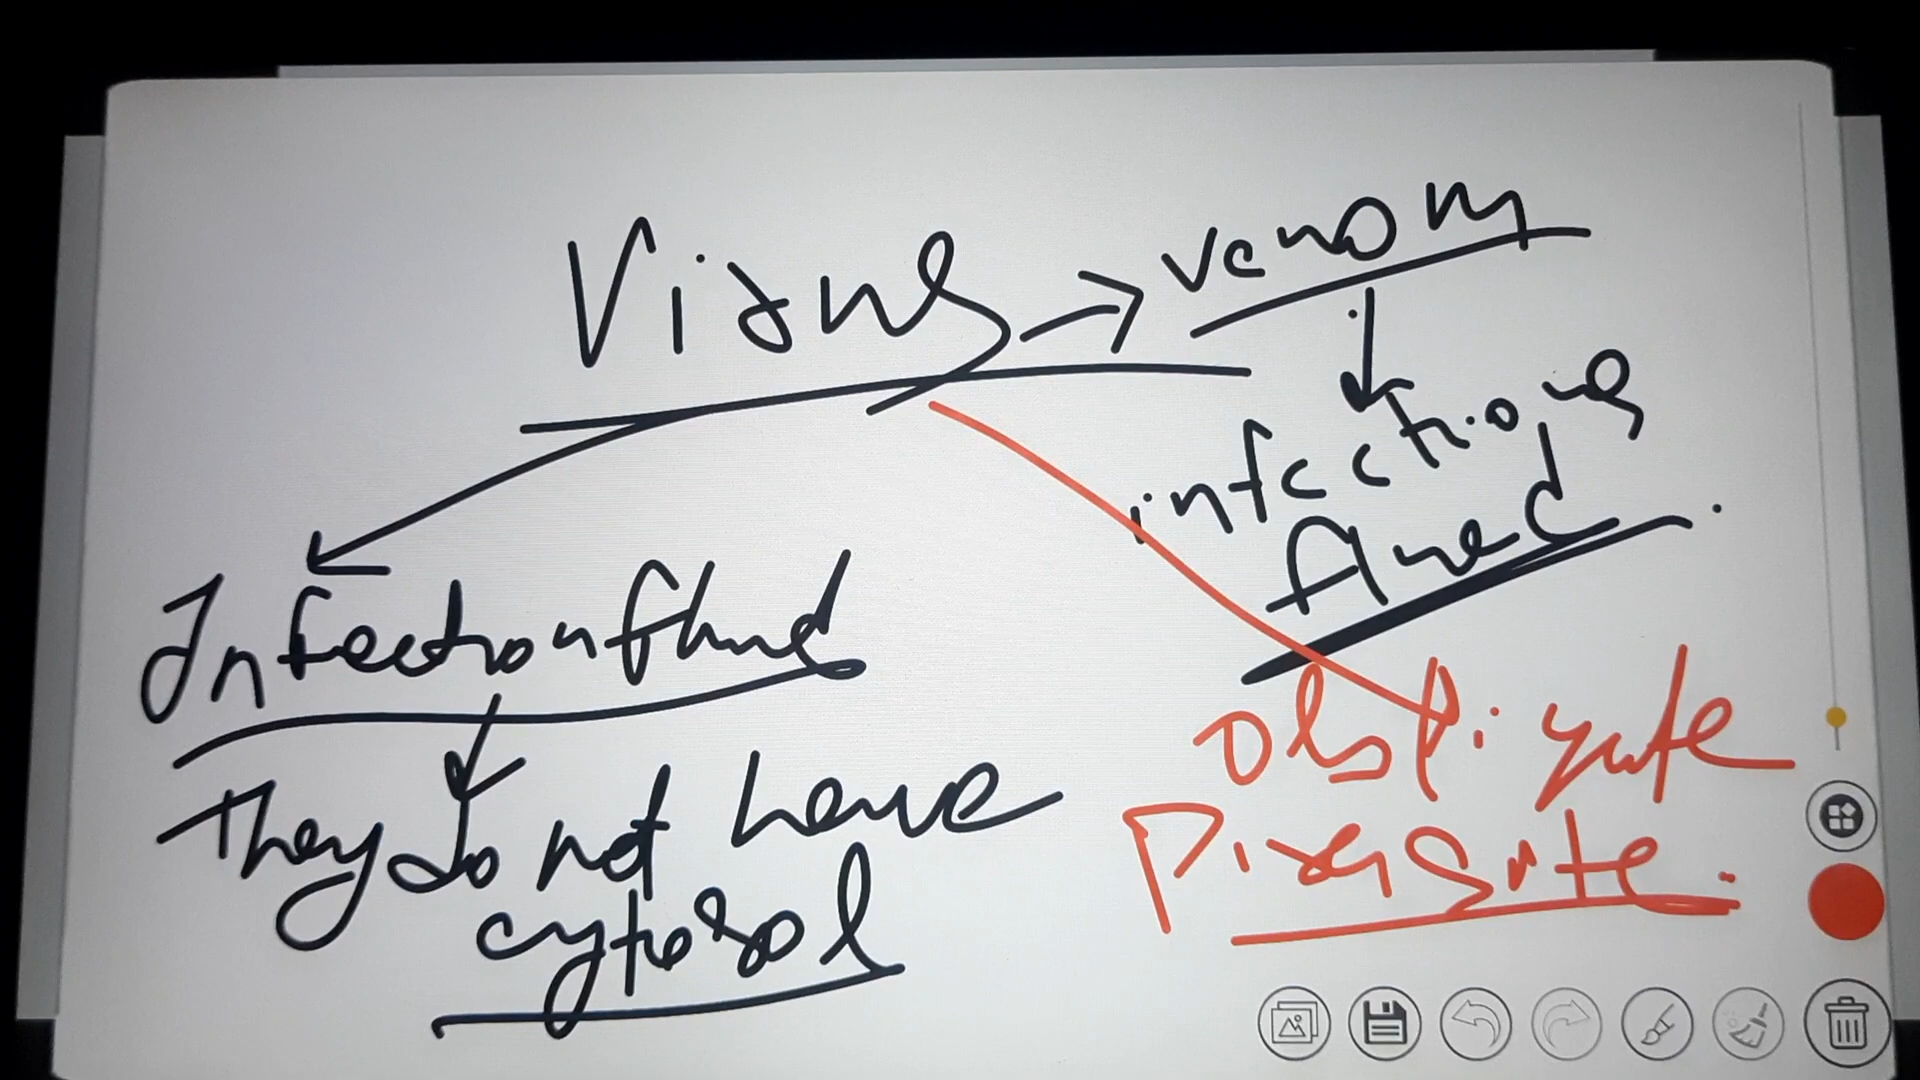 Virus → venom
infectious
fluid.
Infection fluid
They do not have
cytosol
obligate
Parasite.